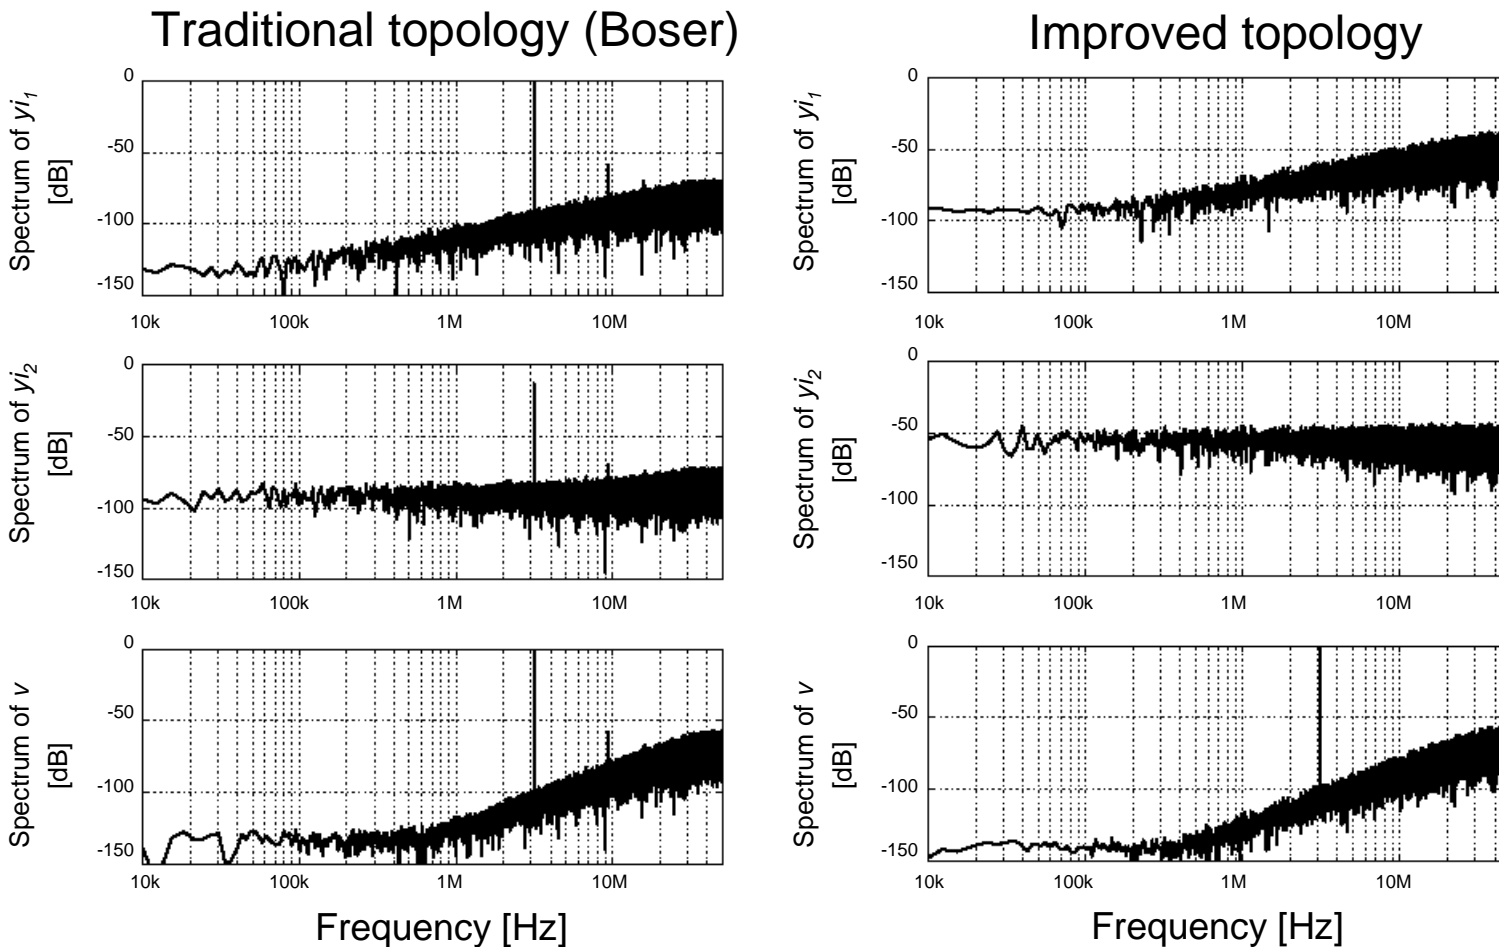 Traditional topology (Boser)
Improved topology
Spectrum of yi1
[dB]
0
-50
-100
-150
10k 100k 1M 10M
Spectrum of yi1
[dB]
0
-50
-100
-150
10k 100k 1M 10M
Spectrum of yi2
[dB]
0
-50
-100
-150
10k 100k 1M 10M
Spectrum of yi2
[dB]
0
-50
-100
-150
10k 100k 1M 10M
Spectrum of v
[dB]
0
-50
-100
-150
10k 100k 1M 10M
Spectrum of v
[dB]
0
-50
-100
-150
10k 100k 1M 10M
Frequency [Hz]
Frequency [Hz]